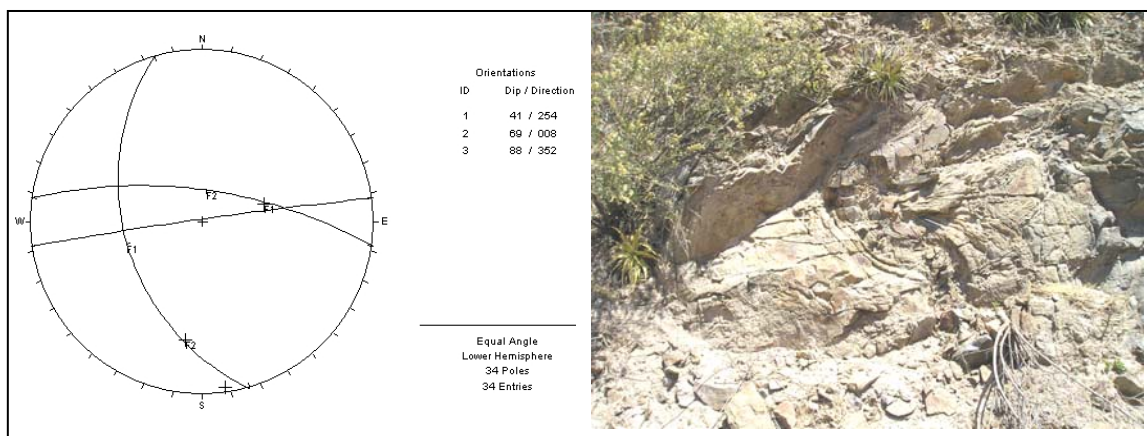 N
W
E
S
F2
F1
F1
F2
Orientations
ID Dip / Direction
1 41 / 254
2 69 / 008
3 88 / 352
Equal Angle
Lower Hemisphere
34 Poles
34 Entries